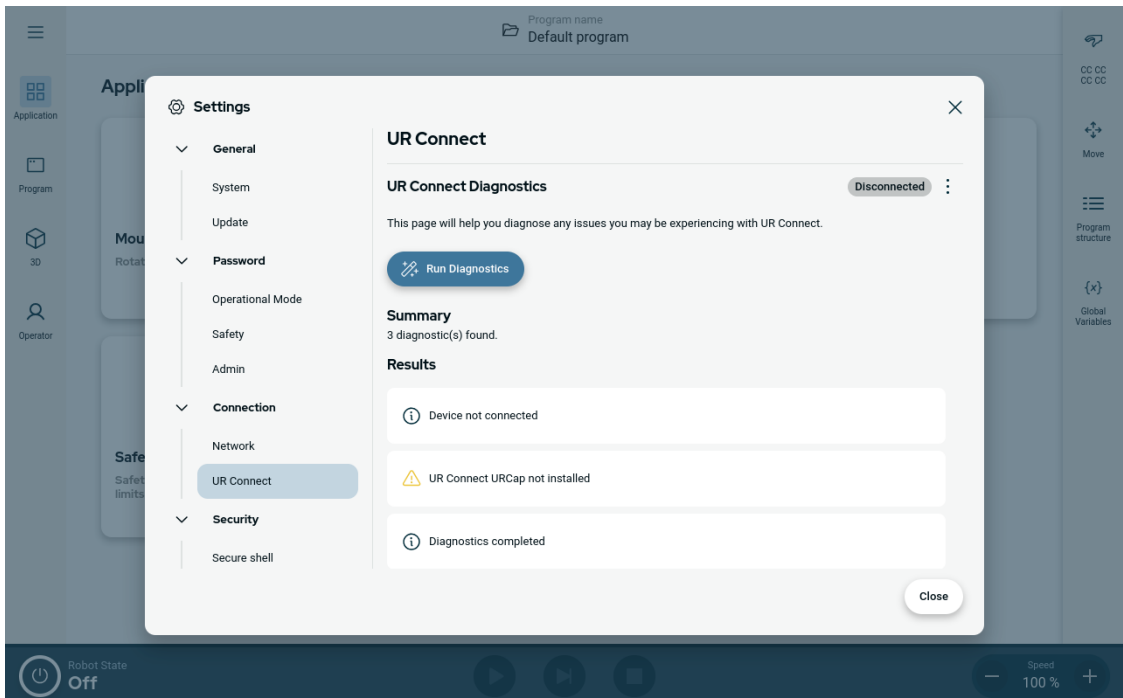 Program name
Default program
Application
Program
3D
Operator
Appli
Mou
Rotat
Safe
Safet
limits
Settings
General
System
Update
Password
Operational Mode
Safety
Admin
Connection
Network
UR Connect
Security
Secure shell
UR Connect
UR Connect Diagnostics
Disconnected
This page will help you diagnose any issues you may be experiencing with UR Connect.
Run Diagnostics
Summary
3 diagnostic(s) found.
Results
Device not connected
UR Connect URCap not installed
Diagnostics completed
Close
CC CC
CC CC
Move
Program
structure
{x}
Global
Variables
Robot State
Off
Speed
100 %